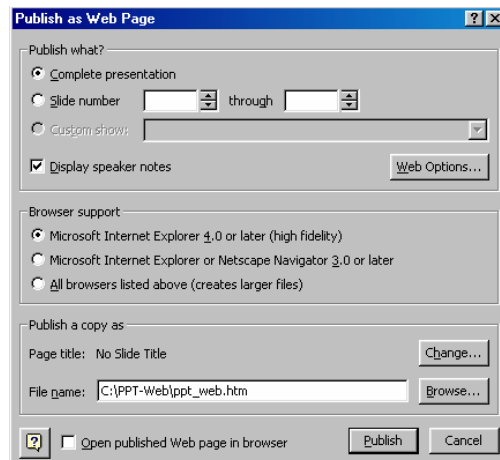 Publish as Web Page
Publish what?
Complete presentation
Slide number through
Custom show:
Display speaker notes
Web Options...
Browser support
Microsoft Internet Explorer 4.0 or later (high fidelity)
Microsoft Internet Explorer or Netscape Navigator 3.0 or later
All browsers listed above (creates larger files)
Publish a copy as
Page title: No Slide Title
Change...
File name: C:\PPT-Web\ppt_web.htm
Browse...
Open published Web page in browser
Publish
Cancel